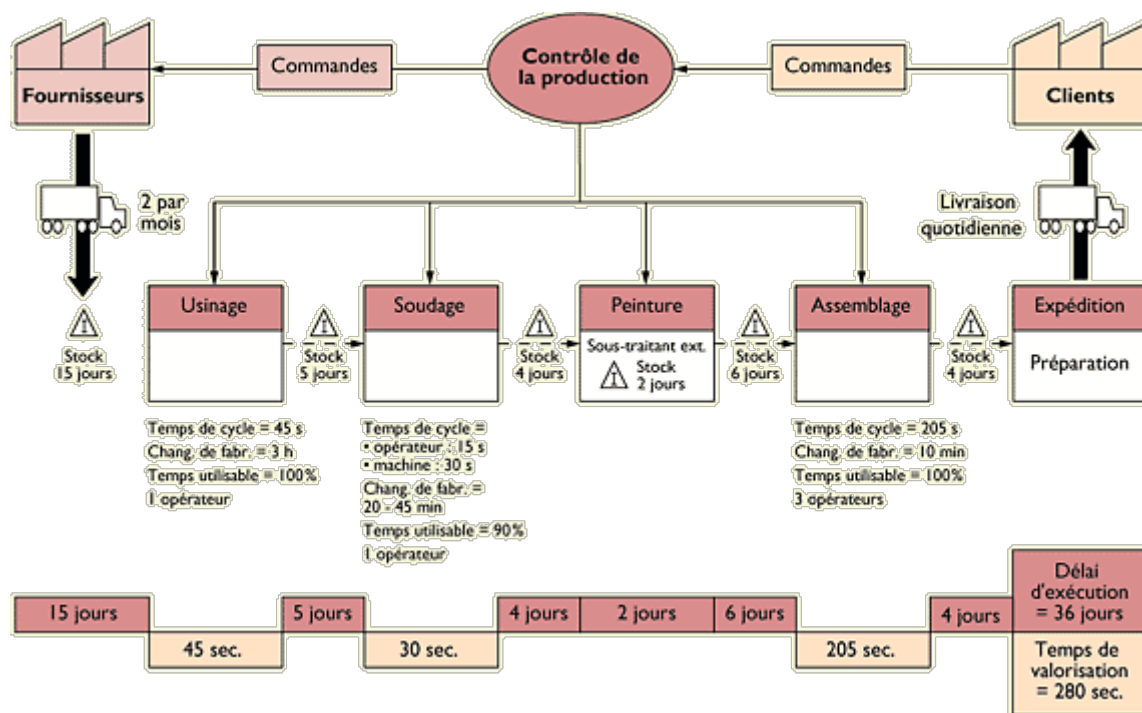 Commandes
Contrôle de
la production
Commandes
Fournisseurs
Clients
2 par
mois
Livraison
quotidienne
Usinage
Soudage
Peinture
Assemblage
Expédition
I
Stock
15 jours
I
Stock
5 jours
I
Stock
4 jours
Sous-traitant ext.
I
Stock
2 jours
I
Stock
6 jours
I
Stock
4 jours
Préparation
Temps de cycle = 45 s
Chang. de fabr. = 3 h
Temps utilisable = 100%
1 opérateur
Temps de cycle =
• opérateur : 15 s
• machine : 30 s
Chang. de fabr. =
20 - 45 min
Temps utilisable = 90%
1 opérateur
Temps de cycle = 205 s
Chang. de fabr. = 10 min
Temps utilisable = 100%
3 opérateurs
15 jours
45 sec.
5 jours
30 sec.
4 jours
2 jours
6 jours
205 sec.
4 jours
Délai
d'exécution
= 36 jours
Temps de
valorisation
= 280 sec.